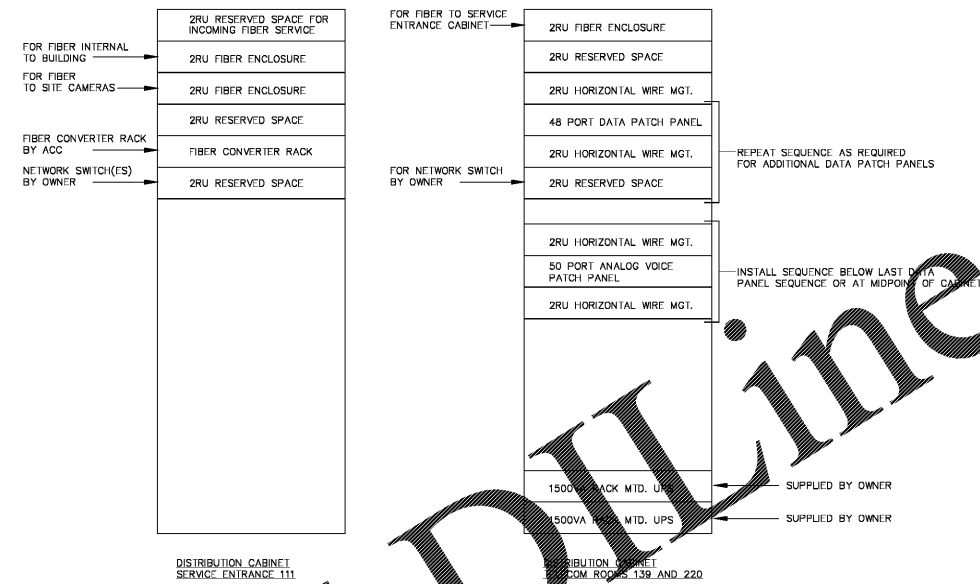 2RU RESERVED SPACE FOR
INCOMING FIBER SERVICE
FOR FIBER INTERNAL
TO BUILDING
2RU FIBER ENCLOSURE
FOR FIBER
TO SITE CAMERAS
2RU FIBER ENCLOSURE
2RU RESERVED SPACE
FIBER CONVERTER RACK
BY ACC
FIBER CONVERTER RACK
NETWORK SWITCH(ES)
BY OWNER
2RU RESERVED SPACE
DISTRIBUTION CABINET
SERVICE ENTRANCE 111
FOR FIBER TO SERVICE
ENTRANCE CABINET
2RU FIBER ENCLOSURE
2RU RESERVED SPACE
2RU HORIZONTAL WIRE MGT.
48 PORT DATA PATCH PANEL
2RU HORIZONTAL WIRE MGT.
REPEAT SEQUENCE AS REQUIRED
FOR ADDITIONAL DATA PATCH PANELS
FOR NETWORK SWITCH
BY OWNER
2RU RESERVED SPACE
2RU HORIZONTAL WIRE MGT.
50 PORT ANALOG VOICE
PATCH PANEL
INSTALL SEQUENCE BELOW LAST DATA
PANEL SEQUENCE OR AT MIDPOINT OF CABINET
2RU HORIZONTAL WIRE MGT.
1500VA RACK MTD. UPS
SUPPLIED BY OWNER
1500VA RACK MTD. UPS
SUPPLIED BY OWNER
DISTRIBUTION CABINET
TELECOM ROOMS 139 AND 220
DILine